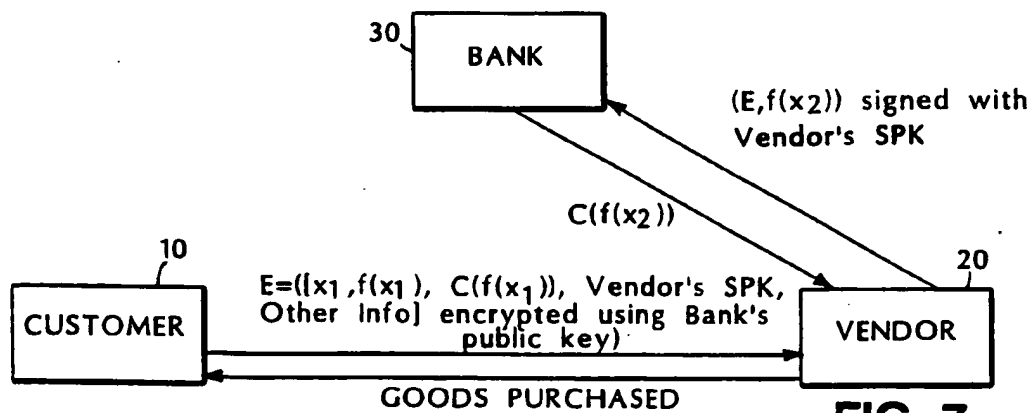 30
BANK
(E,f(x2)) signed with
Vendor's SPK
C(f(x2))
10
20
E=([x1,f(x1), C(f(x1)), Vendor's SPK,
Other Info] encrypted using Bank's
public key)
CUSTOMER
VENDOR
GOODS PURCHASED